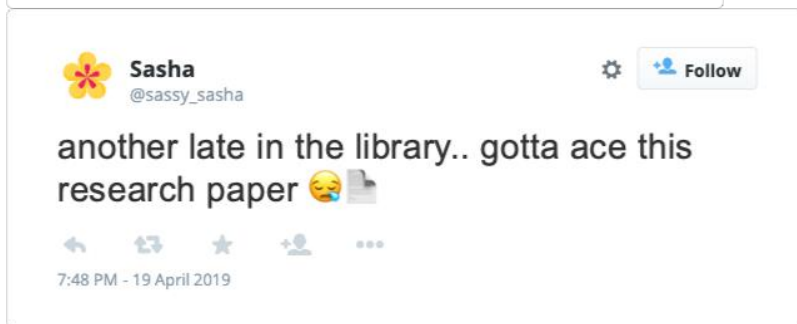 Sasha
Follow
@sassy_sasha
another late in the library.. gotta ace this
research paper 😪📄
7:48 PM - 19 April 2019